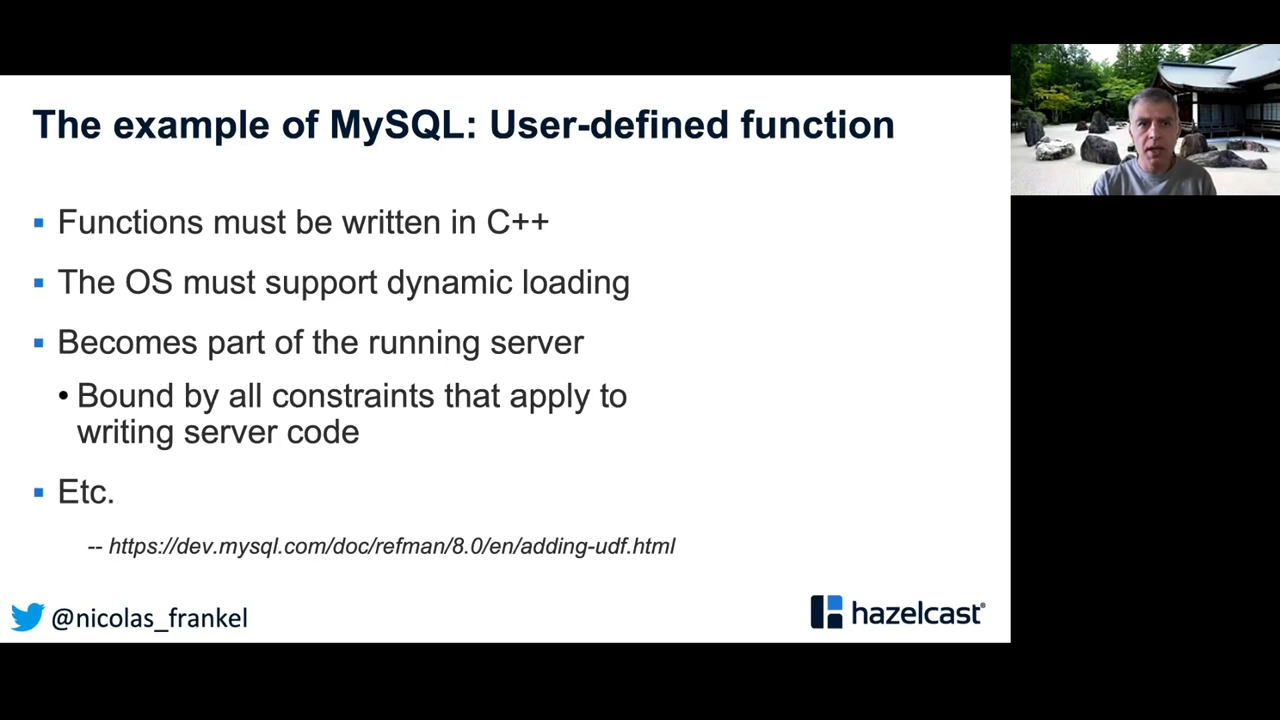 The example of MySQL: User-defined function
Functions must be written in C++
The OS must support dynamic loading
Becomes part of the running server
Bound by all constraints that apply to
writing server code
Etc.
-- https://dev.mysql.com/doc/refman/8.0/en/adding-udf.html
@nicolas_frankel
hazelcast®